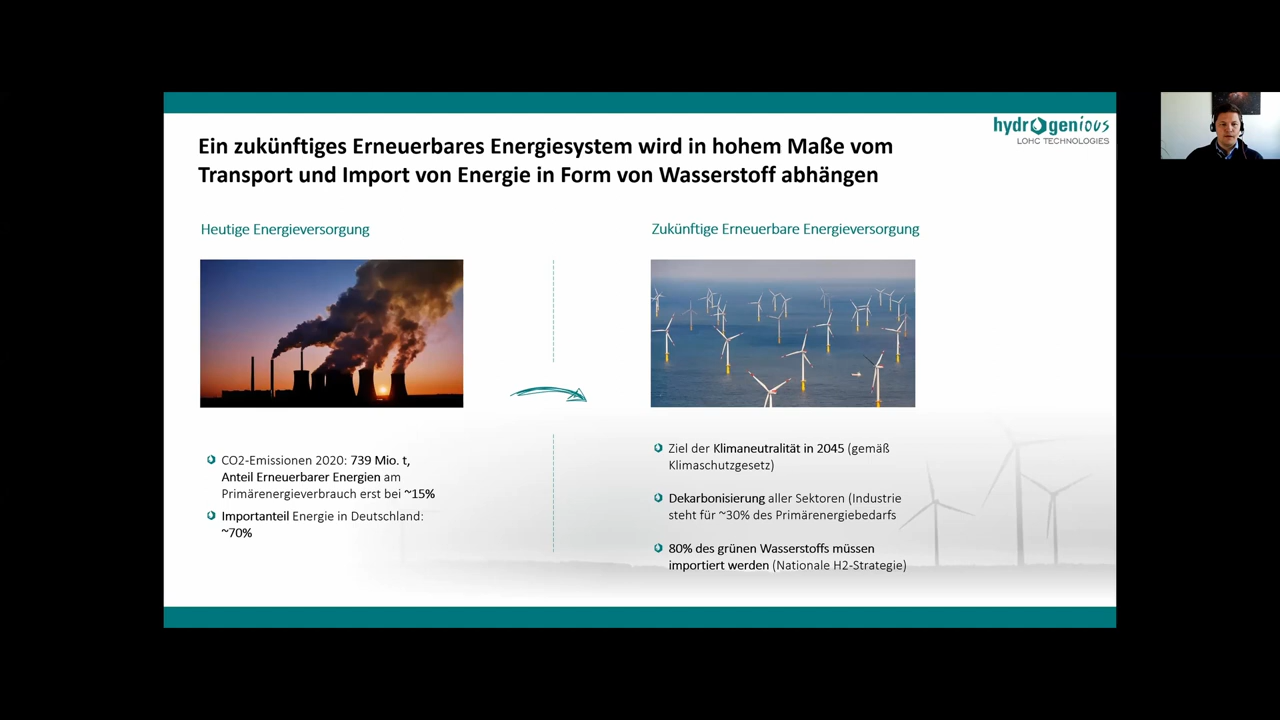 hydrogenious
LOHC TECHNOLOGIES
Ein zukünftiges Erneuerbares Energiesystem wird in hohem Maße vom
Transport und Import von Energie in Form von Wasserstoff abhängen
Heutige Energieversorgung
CO2-Emissionen 2020: 739 Mio. t,
Anteil Erneuerbarer Energien am
Primärenergieverbrauch erst bei ~15%
Importanteil Energie in Deutschland:
~70%
Zukünftige Erneuerbare Energieversorgung
Ziel der Klimaneutralität in 2045 (gemäß
Klimaschutzgesetz)
Dekarbonisierung aller Sektoren (Industrie
steht für ~30% des Primärenergiebedarfs
80% des grünen Wasserstoffs müssen
importiert werden (Nationale H2-Strategie)